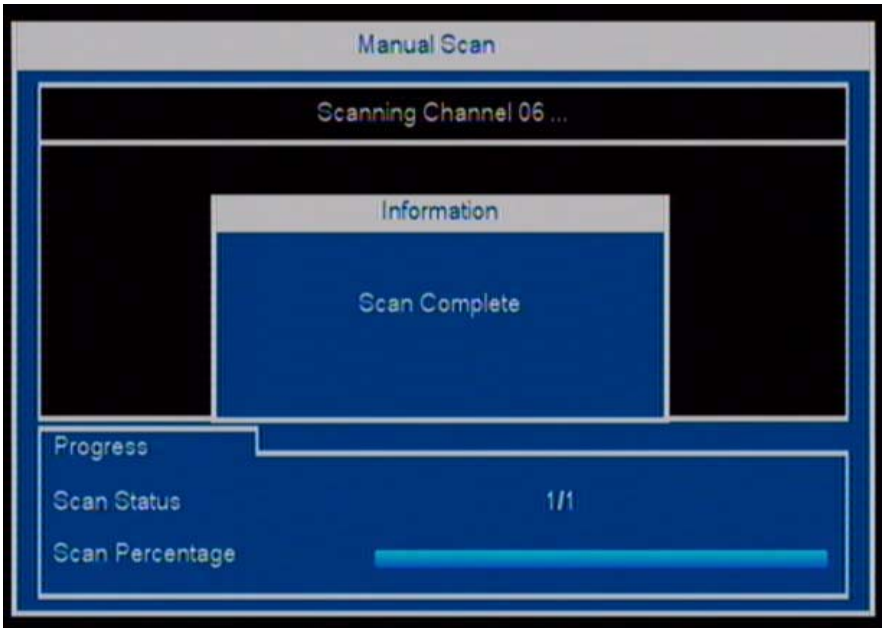 Manual Scan
Scanning Channel 06 ...
Information
Scan Complete
Progress
Scan Status 1/1
Scan Percentage